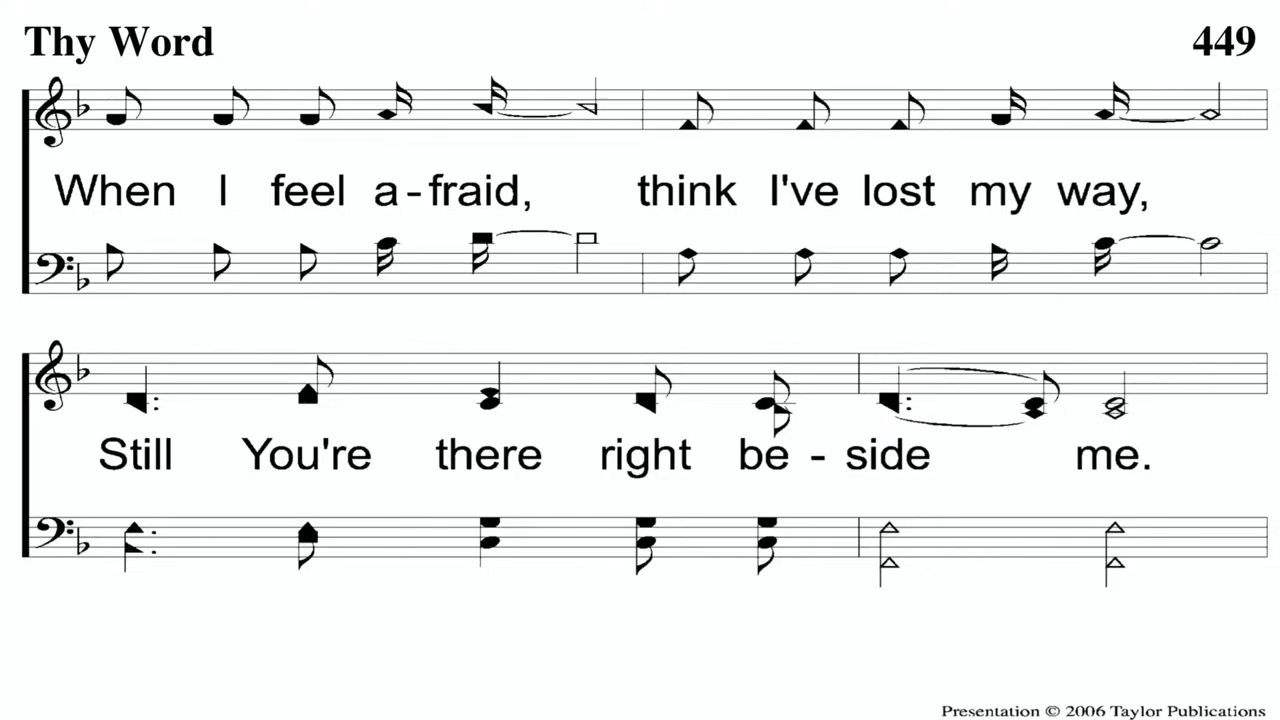 Thy Word 449
When I feel a-fraid, think I've lost my way,
Still You're there right be-side me.
Presentation © 2006 Taylor Publications